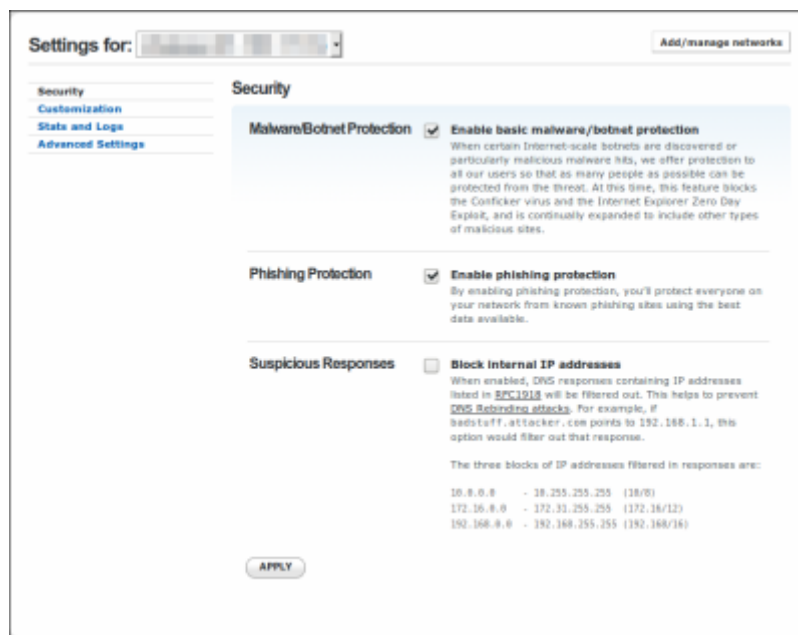 Settings for:
Add/manage networks
Security
Customization
Stats and Logs
Advanced Settings
Security
Malware/Botnet Protection
Enable basic malware/botnet protection
When certain Internet-scale botnets are discovered or
particularly malicious malware hits, we offer protection to
all our users so that as many people as possible can be
protected from the threat. At this time, this feature blocks
the Conficker virus and the Internet Explorer Zero Day
Exploit, and is continually expanded to include other types
of malicious sites.
Phishing Protection
Enable phishing protection
By enabling phishing protection, you'll protect everyone on
your network from known phishing sites using the best
data available.
Suspicious Responses
Block internal IP addresses
When enabled, DNS responses containing IP addresses
listed in RFC1918 will be filtered out. This helps to prevent
DNS Rebinding attacks. For example, if
badstuff.attacker.com points to 192.168.1.1, this
option would filter out that response.
The three blocks of IP addresses filtered in responses are:
10.0.0.0 - 10.255.255.255 (10/8)
172.16.0.0 - 172.31.255.255 (172.16/12)
192.168.0.0 - 192.168.255.255 (192.168/16)
APPLY